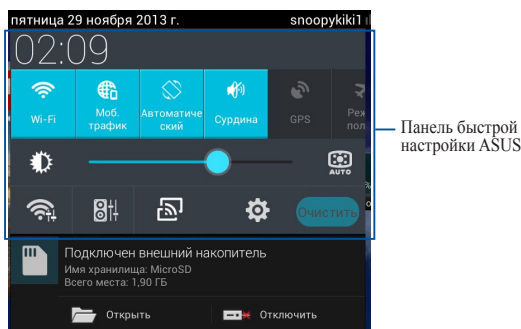 пятница 29 ноября 2013 г. snoopykiki1
02:09
Wi-Fi
Моб. трафик
Автоматиче
ский
Сурдина
GPS
Реж
пол
AUTO
Очистить
Панель быстрой
настройки ASUS
Подключен внешний накопитель
Имя хранилища: MicroSD
Всего места: 1,90 ГБ
Открыть
Отключить